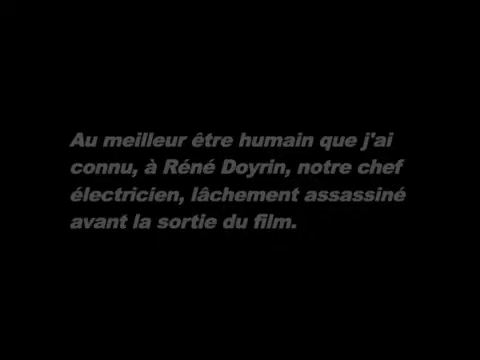 Au meilleur être humain que j'ai
connu, à Réné Doyrin, notre chef
électricien, lâchement assassiné
avant la sortie du film.